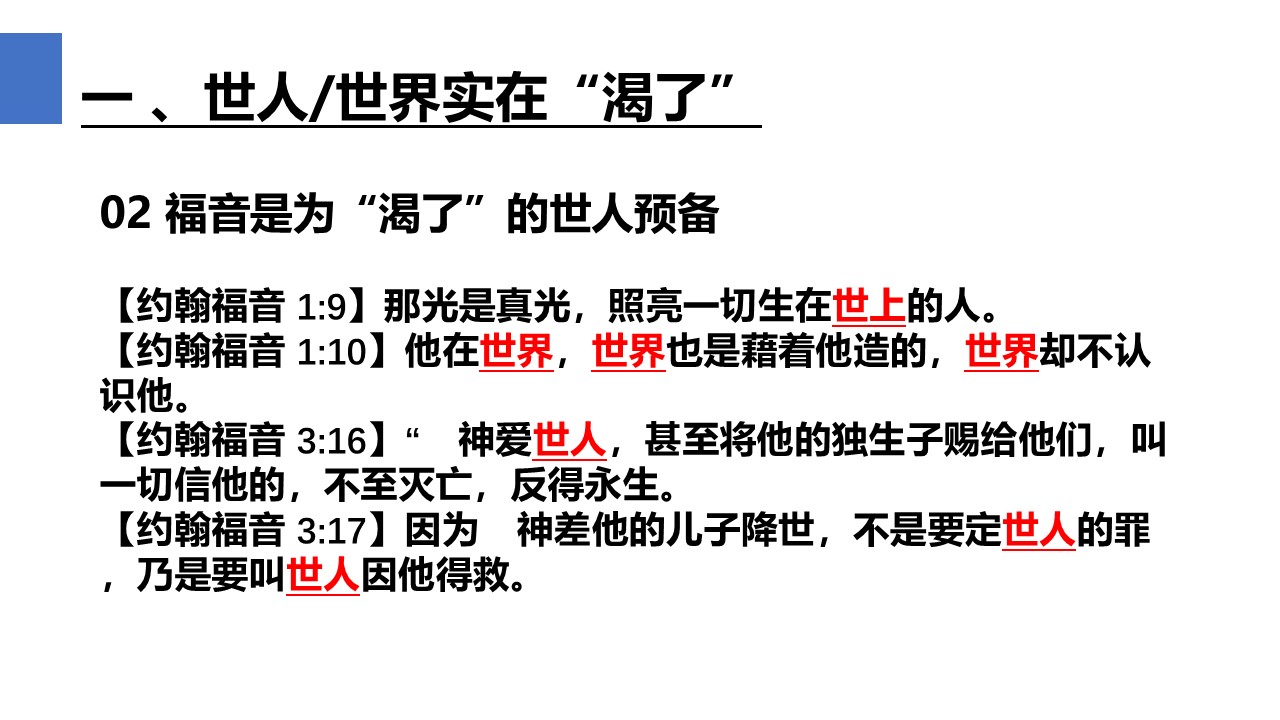 一 、世人/世界实在“渴了”
02 福音是为“渴了”的世人预备
【约翰福音 1:9】那光是真光，照亮一切生在世上的人。
【约翰福音 1:10】他在世界，世界也是藉着他造的，世界却不认
识他。
【约翰福音 3:16】“　神爱世人，甚至将他的独生子赐给他们，叫
一切信他的，不至灭亡，反得永生。
【约翰福音 3:17】因为　神差他的儿子降世，不是要定世人的罪
，乃是要叫世人因他得救。